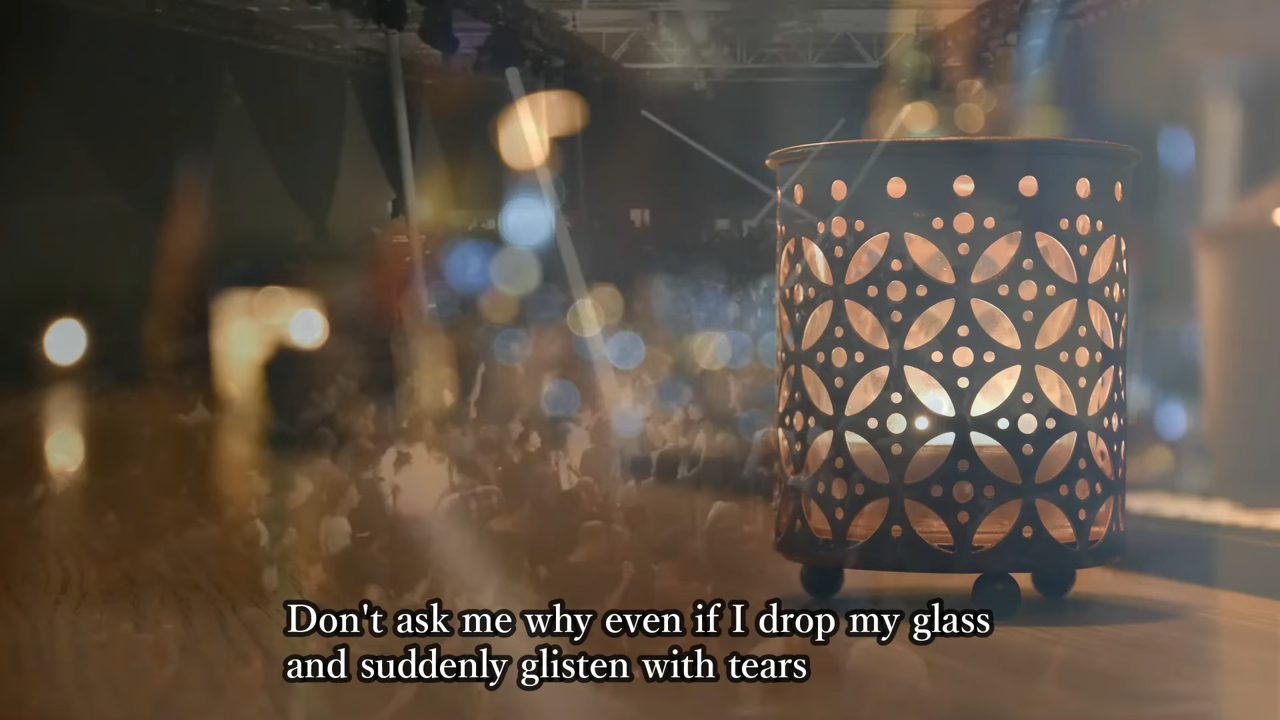 Don't ask me why even if I drop my glass
and suddenly glisten with tears